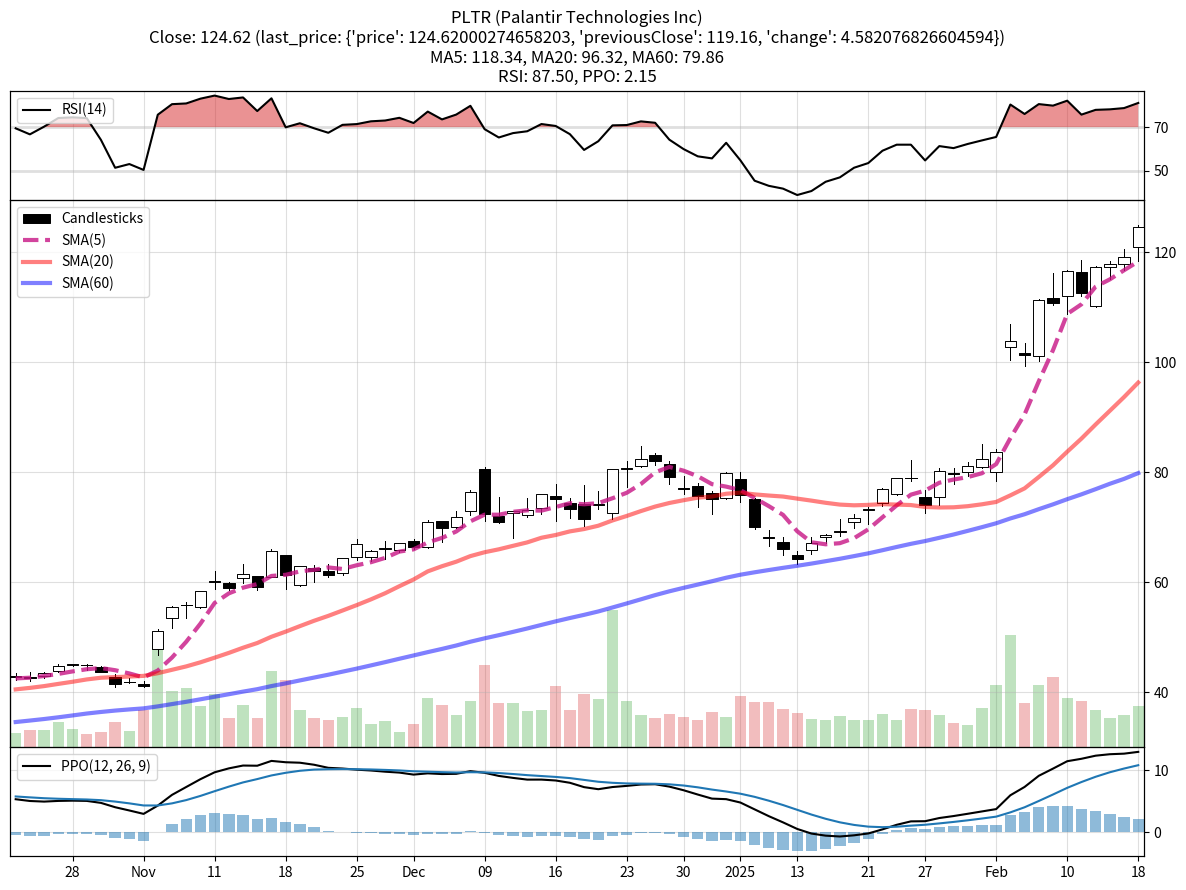 PLTR (Palantir Technologies Inc)
Close: 124.62 (last_price: {'price': 124.62000274658203, 'previousClose': 119.16, 'change': 4.582076826604594})
MA5: 118.34, MA20: 96.32, MA60: 79.86
RSI: 87.50, PPO: 2.15
RSI(14)
70
50
Candlesticks
SMA(5)
SMA(20)
SMA(60)
120
100
80
60
40
PPO(12, 26, 9)
10
0
28 Nov 11 18 25 Dec 09 16 23 30 2025 13 21 27 Feb 10 18